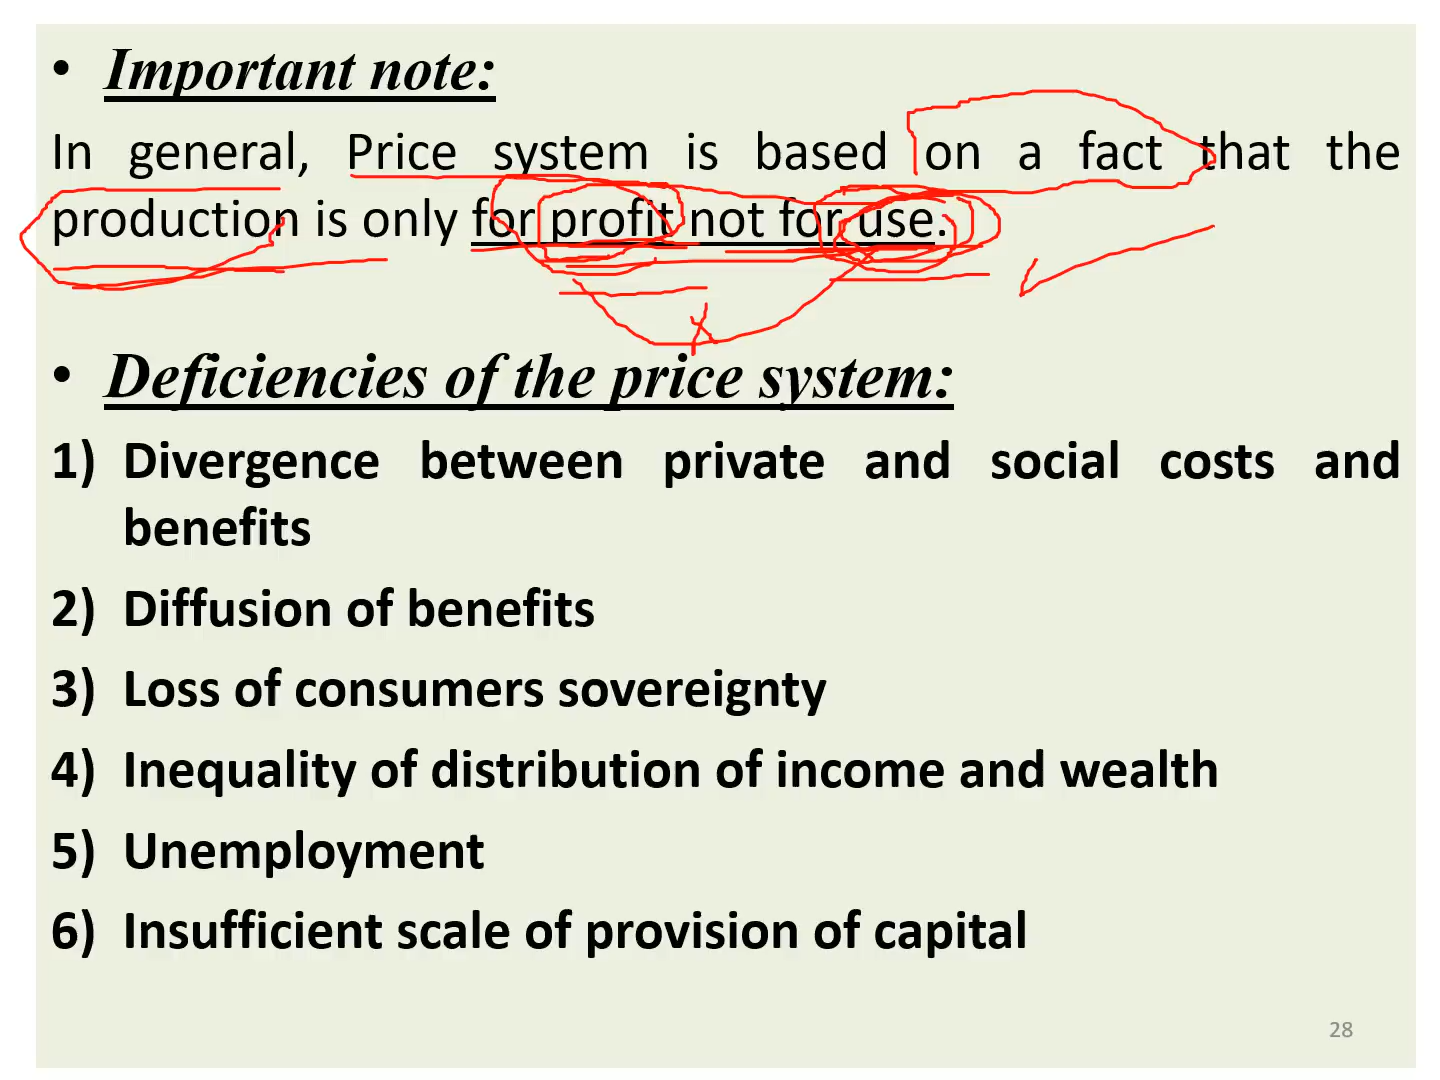 • Important note:
In general, Price system is based on a fact that the
production is only for profit not for use.
• Deficiencies of the price system:
1) Divergence between private and social costs and
benefits
2) Diffusion of benefits
3) Loss of consumers sovereignty
4) Inequality of distribution of income and wealth
5) Unemployment
6) Insufficient scale of provision of capital
28